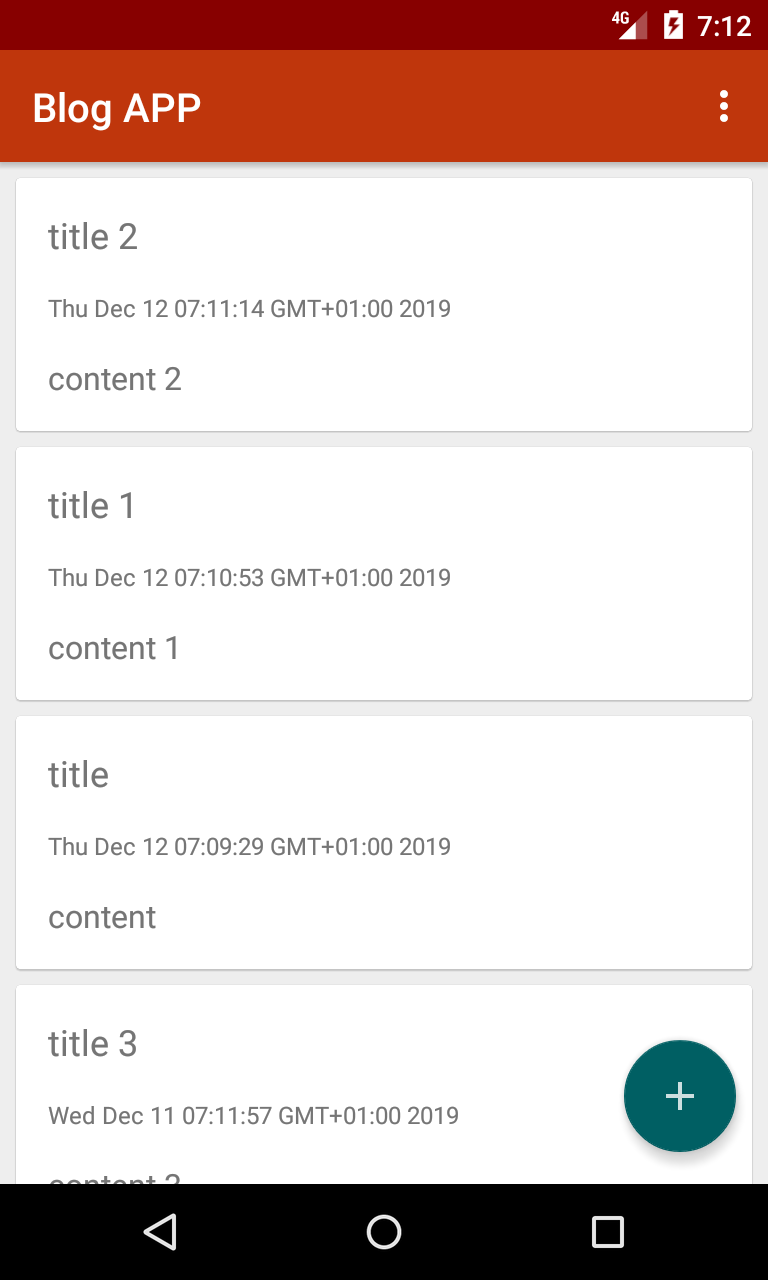 4G 7:12
Blog APP
title 2
Thu Dec 12 07:11:14 GMT+01:00 2019
content 2
title 1
Thu Dec 12 07:10:53 GMT+01:00 2019
content 1
title
Thu Dec 12 07:09:29 GMT+01:00 2019
content
title 3
Wed Dec 11 07:11:57 GMT+01:00 2019
content